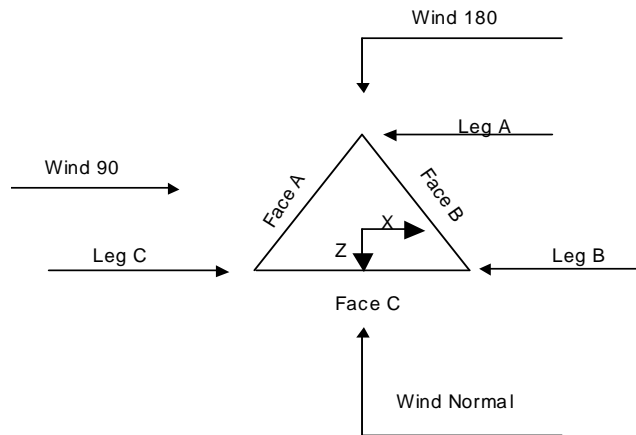 Wind 180
Leg A
Wind 90
Face A
Face B
X
Leg C
Z
Leg B
Face C
Wind Normal